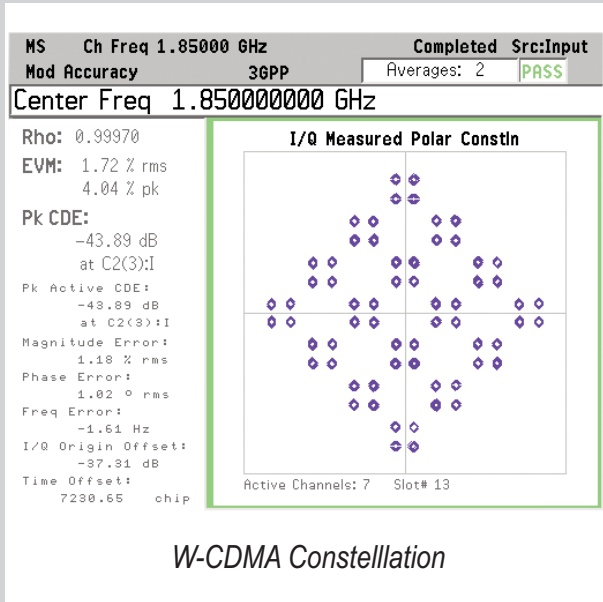 MS Ch Freq 1.85000 GHz Completed Src:Input
Mod Accuracy 3GPP Averages: 2 PASS
Center Freq 1.850000000 GHz
Rho: 0.99970
EVM: 1.72 % rms
4.04 % pk
Pk CDE:
-43.89 dB
at C2(3):I
Pk Active CDE:
-43.89 dB
at C2(3):I
Magnitude Error:
1.18 % rms
Phase Error:
1.02 º rms
Freq Error:
-1.61 Hz
I/Q Origin Offset:
-37.31 dB
Time Offset:
7230.65 chip
I/Q Measured Polar Constln
Active Channels: 7 Slot# 13
W-CDMA Constelllation